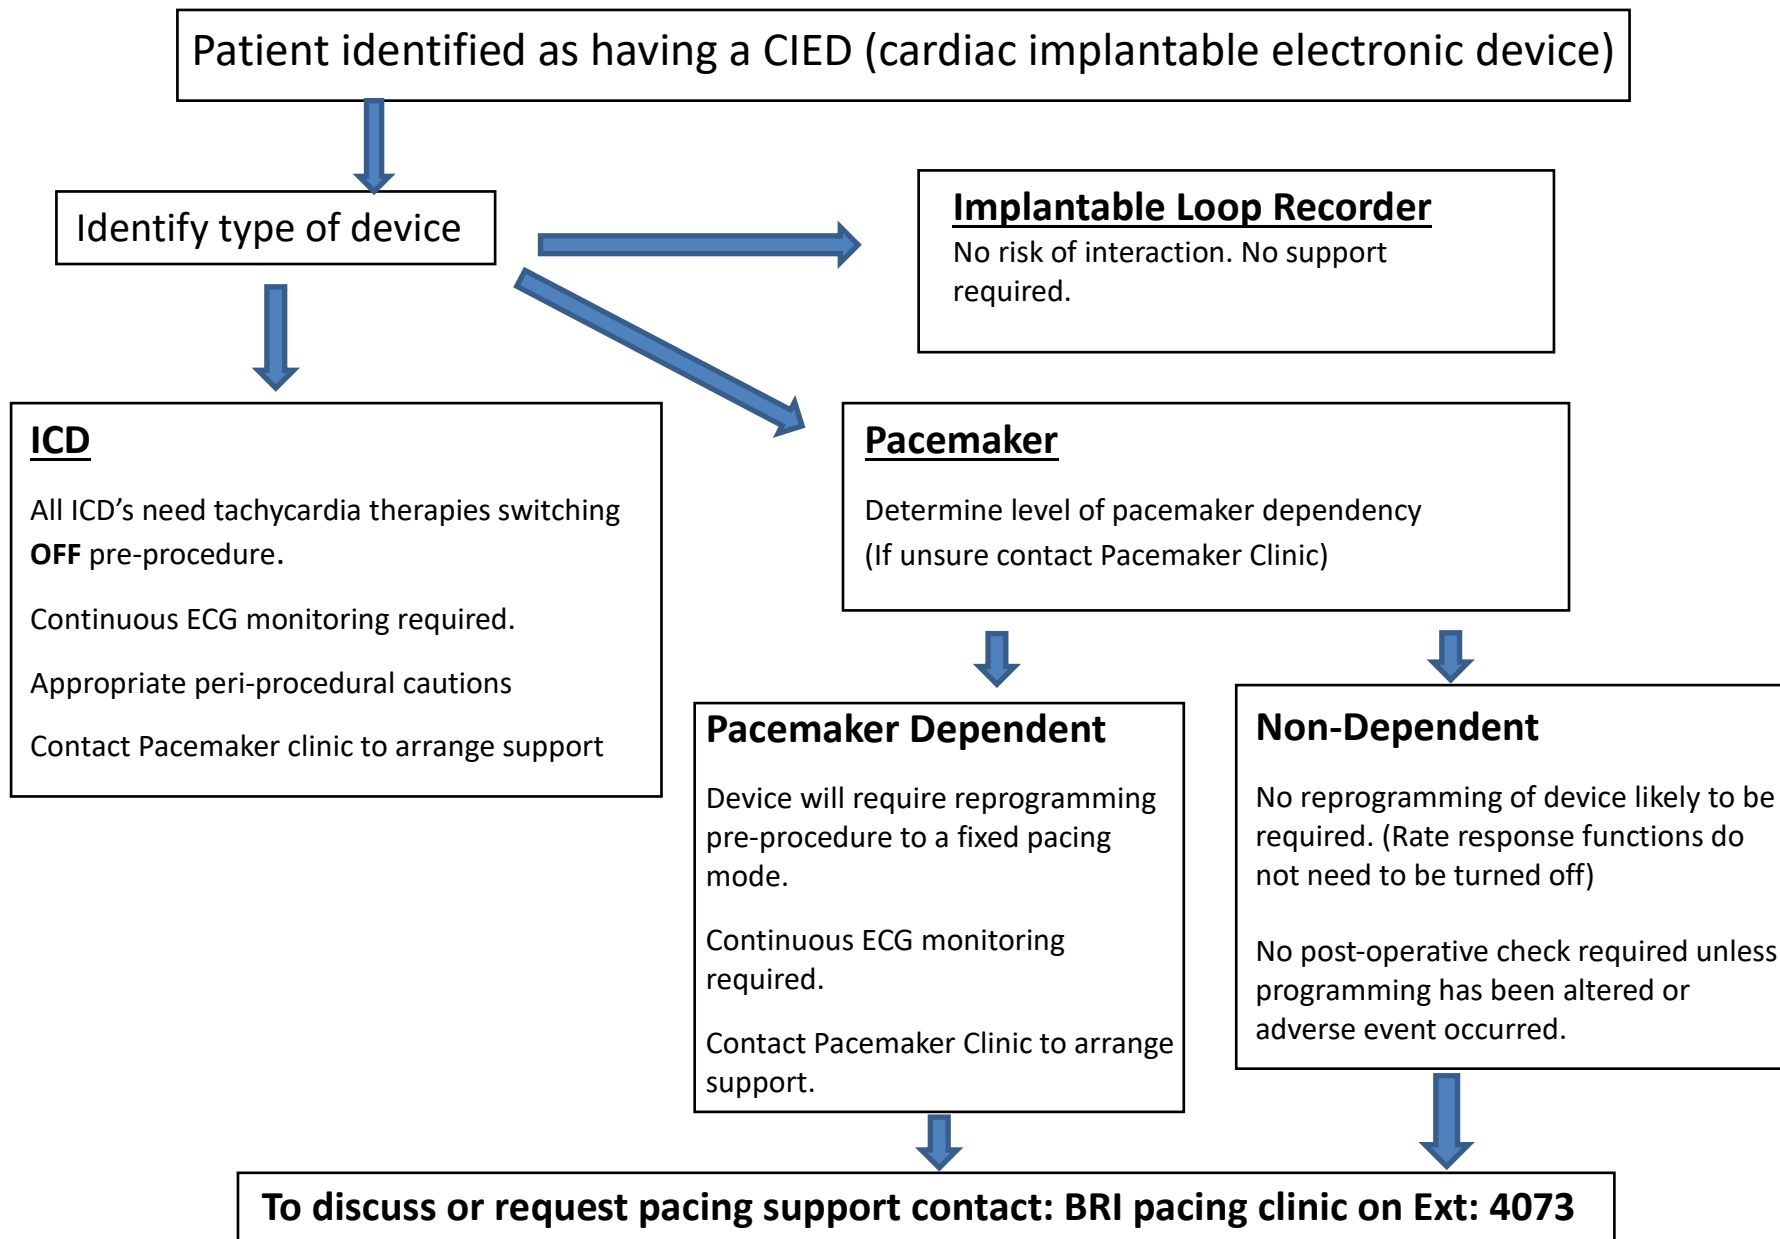 Patient identified as having a CIED (cardiac implantable electronic device)
Identify type of device
Implantable Loop Recorder
No risk of interaction. No support
required.
ICD
All ICD’s need tachycardia therapies switching
OFF pre-procedure.
Continuous ECG monitoring required.
Appropriate peri-procedural cautions
Contact Pacemaker clinic to arrange support
Pacemaker
Determine level of pacemaker dependency
(If unsure contact Pacemaker Clinic)
Pacemaker Dependent
Device will require reprogramming
pre-procedure to a fixed pacing
mode.
Continuous ECG monitoring
required.
Contact Pacemaker Clinic to arrange
support.
Non-Dependent
No reprogramming of device likely to be
required. (Rate response functions do
not need to be turned off)
No post-operative check required unless
programming has been altered or
adverse event occurred.
To discuss or request pacing support contact: BRI pacing clinic on Ext: 4073